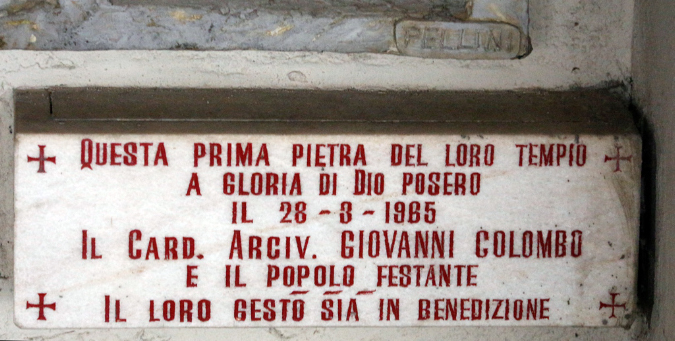 PELLINI
QUESTA PRIMA PIETRA DEL LORO TEMPIO
A GLORIA DI DIO POSERO
IL 28 - 3 - 1965
IL CARD. ARCIV. GIOVANNI COLOMBO
E IL POPOLO FESTANTE
IL LORO GESTO SIA IN BENEDIZIONE